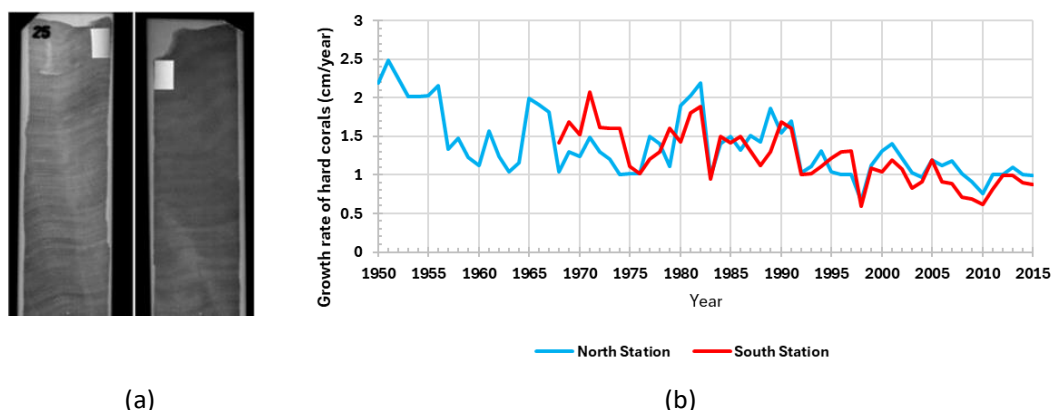 25
Growth rate of hard corals (cm/year)
3
2.5
2
1.5
1
0.5
0
1950 1955 1960 1965 1970 1975 1980 1985 1990 1995 2000 2005 2010 2015
Year
North Station South Station
(a) (b)